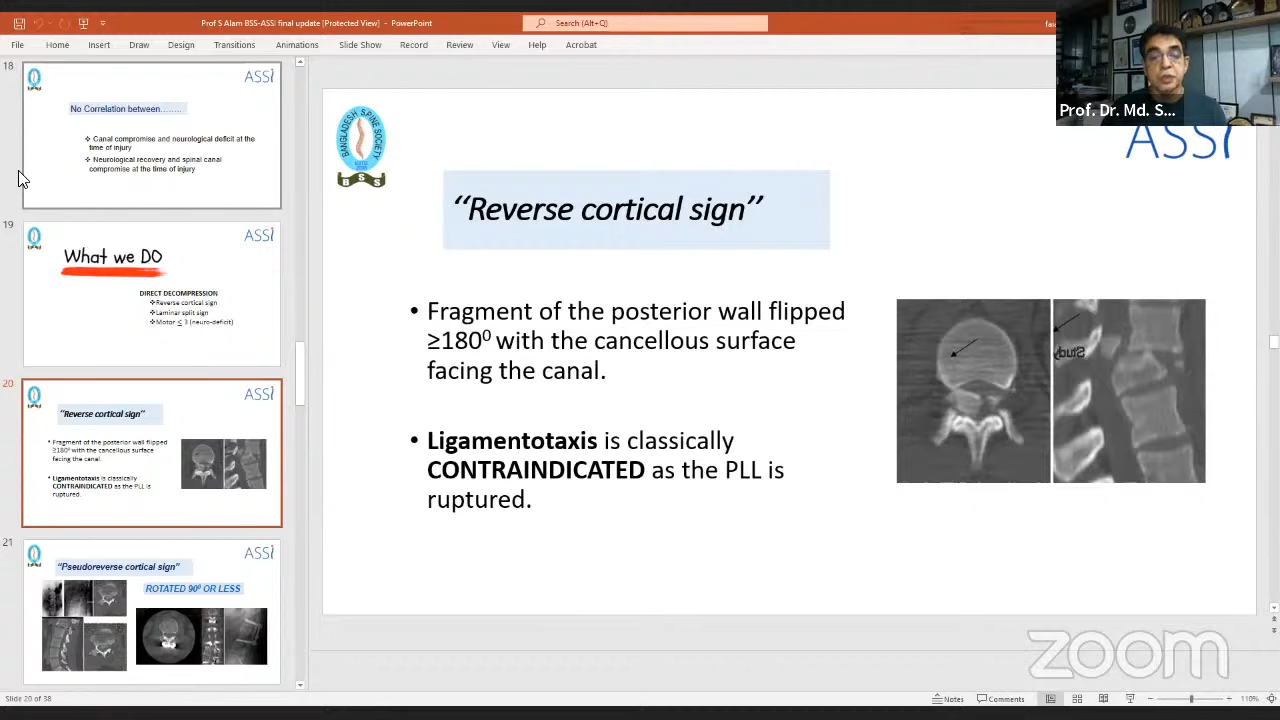 Prof S Alam BSS-ASSI final update [Protected View] - PowerPoint
Search (Alt+Q)
File Home Insert Draw Design Transitions Animations Slide Show Record Review View Help Acrobat
Prof. Dr. Md. S...
18
ASSI
No Correlation between........
❖ Canal compromise and neurological deficit at the
time of injury
❖ Neurological recovery and spinal canal
compromise at the time of injury
19
ASSI
What we DO
DIRECT DECOMPRESSION
❖Reverse cortical sign
❖Laminar split sign
❖Motor ≤ 3 (neuro-deficit)
20
ASSI
"Reverse cortical sign"
• Fragment of the posterior wall flipped
≥180⁰ with the cancellous surface
facing the canal.
• Ligamentotaxis is classically
CONTRAINDICATED as the PLL is
ruptured.
21
ASSI
"Pseudoreverse cortical sign"
ROTATED 90⁰ OR LESS
BANGLADESH SPINE SOCIETY
B S S
ASSI
"Reverse cortical sign"
• Fragment of the posterior wall flipped
≥180⁰ with the cancellous surface
facing the canal.
• Ligamentotaxis is classically
CONTRAINDICATED as the PLL is
ruptured.
Study
zoom
Slide 20 of 38
Notes Comments
110%